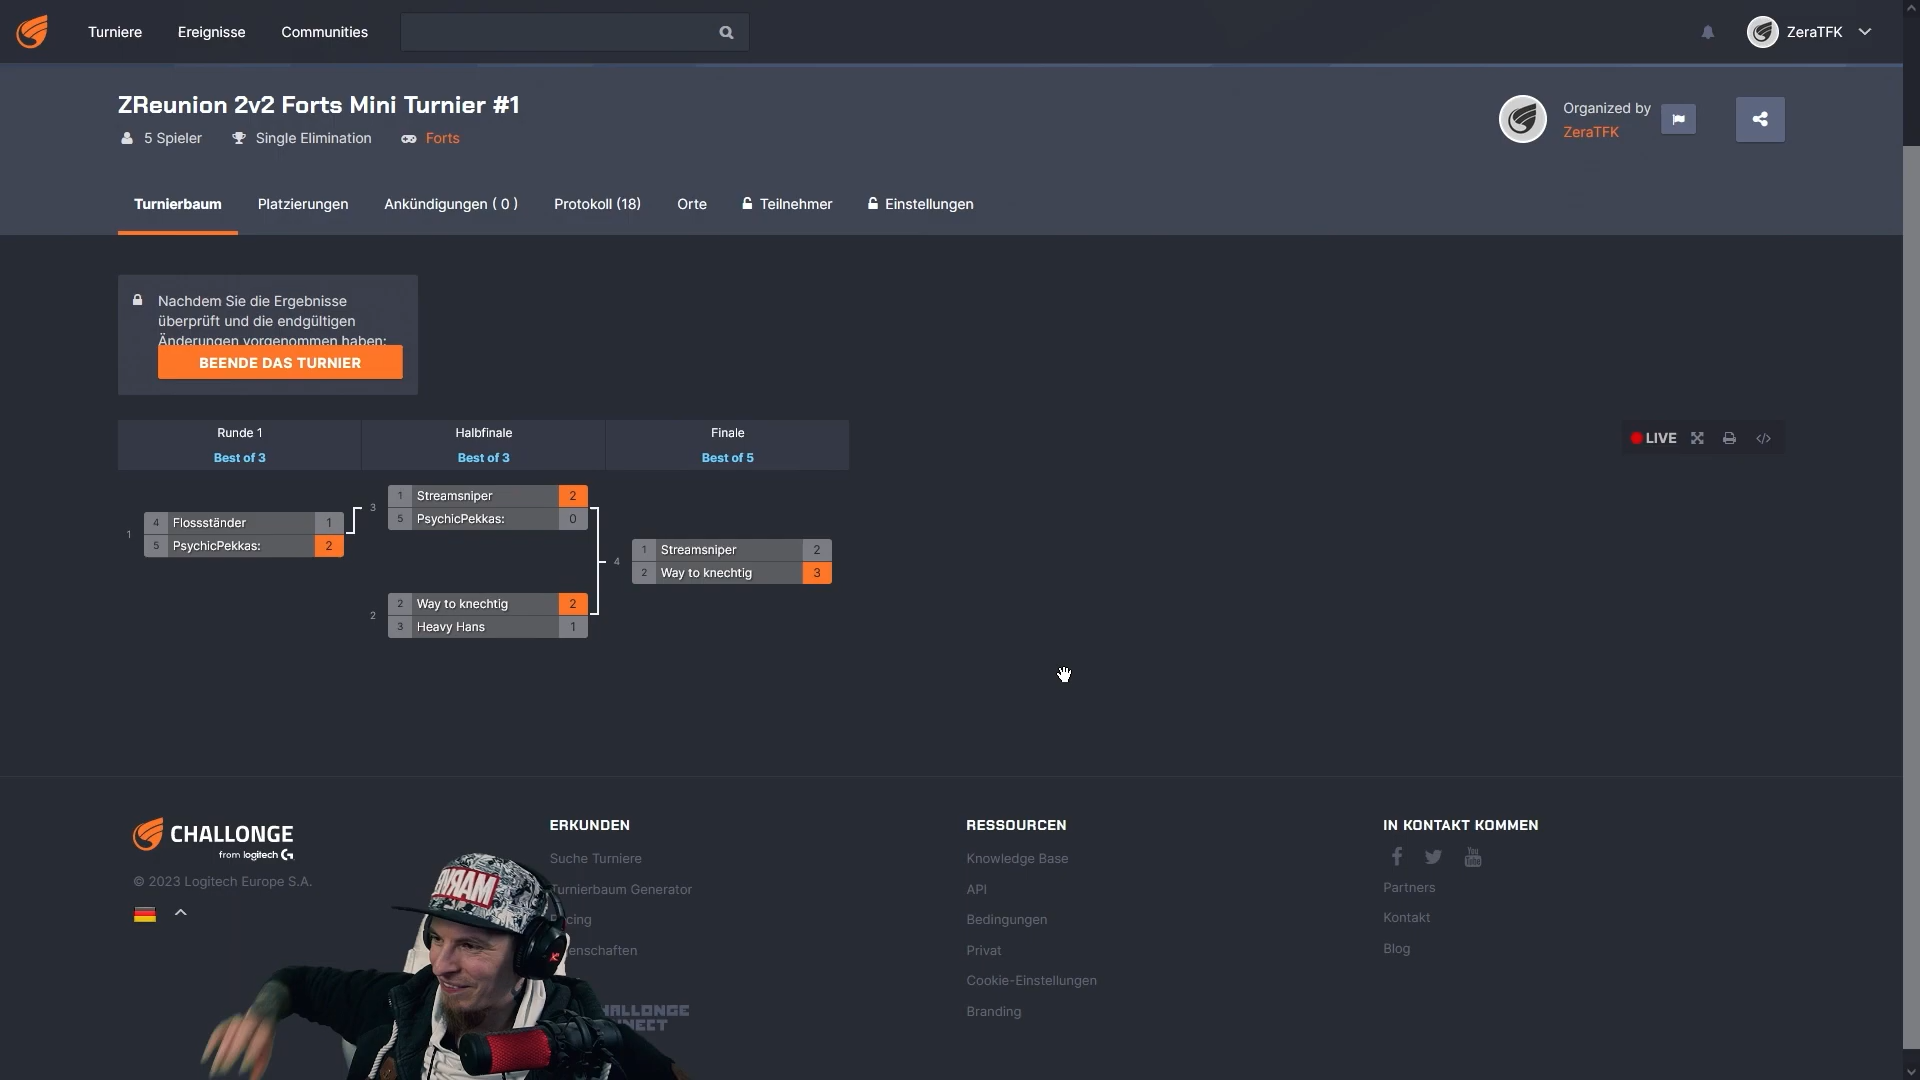 Turniere Ereignisse Communities ZeraTFK
ZReunion 2v2 Forts Mini Turnier #1
5 Spieler Single Elimination Forts
Organized by
ZeraTFK
Turnierbaum Platzierungen Ankündigungen ( 0 ) Protokoll (18) Orte Teilnehmer Einstellungen
Nachdem Sie die Ergebnisse
überprüft und die endgültigen
Änderungen vorgenommen haben:
BEENDE DAS TURNIER
Runde 1 Halbfinale Finale
Best of 3 Best of 3 Best of 5
LIVE
1 Streamsniper 2
3
5 PsychicPekkas: 0
4 Flossständer 1
1
5 PsychicPekkas: 2
1 Streamsniper 2
4
2 Way to knechtig 3
2 Way to knechtig 2
2
3 Heavy Hans 1
CHALLONGE
from logitech G
© 2023 Logitech Europe S.A.
ERKUNDEN
Suche Turniere
Turnierbaum Generator
RESSOURCEN
Knowledge Base
API
Bedingungen
Privat
Cookie-Einstellungen
Branding
IN KONTAKT KOMMEN
You
Tube
Partners
Kontakt
Blog